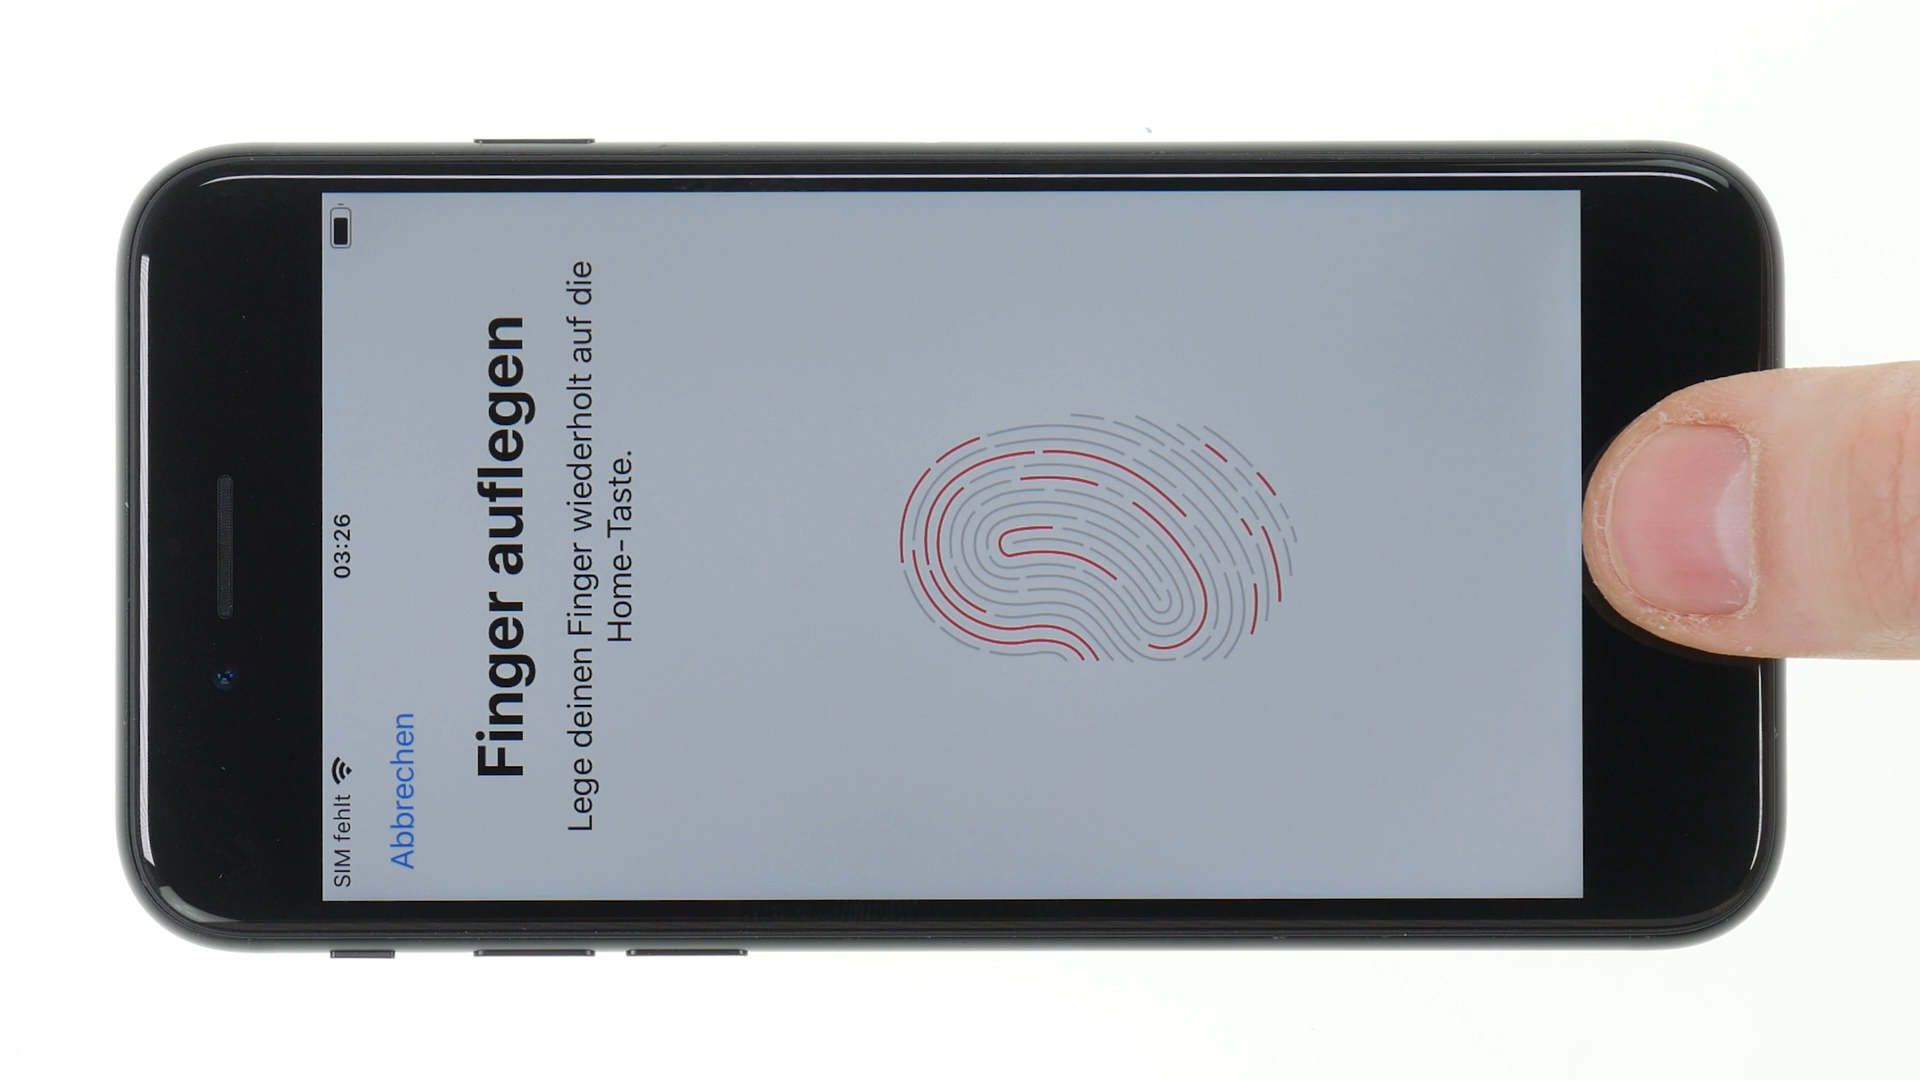 SIM fehlt 03:26
Abbrechen
Finger auflegen
Lege deinen Finger wiederholt auf die
Home-Taste.